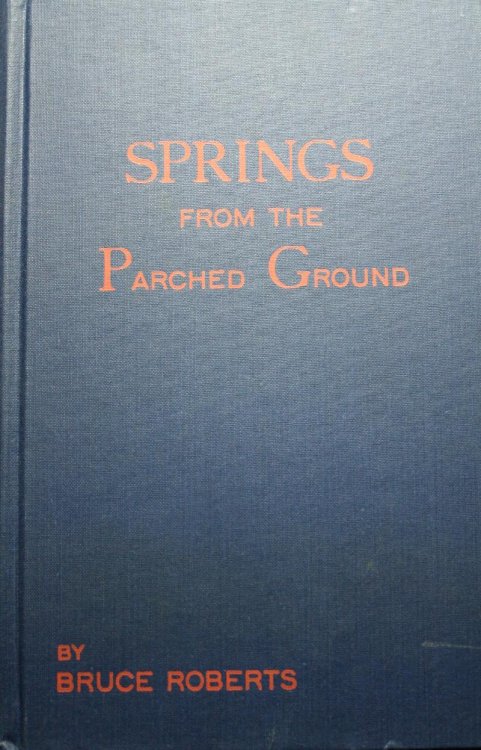 SPRINGS
FROM THE
PARCHED GROUND
BY
BRUCE ROBERTS